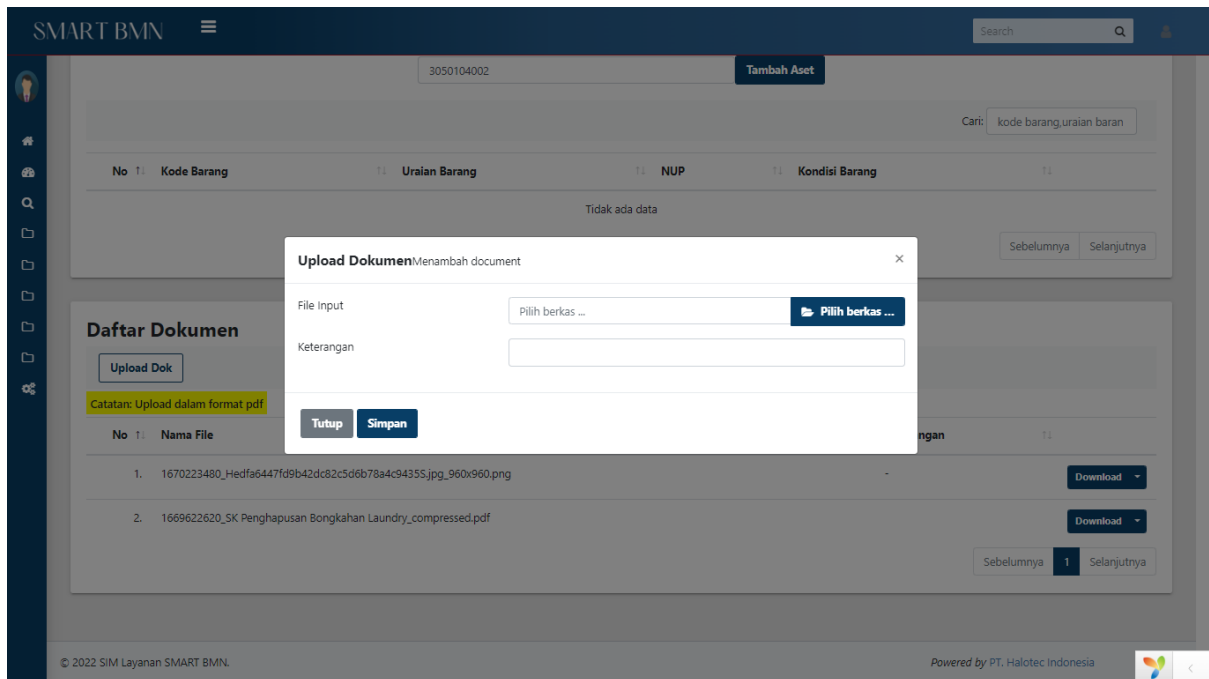 SMART BMN
Search
3050104002
Tambah Aset
Cari:
kode barang,uraian baran
No
Kode Barang
Uraian Barang
NUP
Kondisi Barang
Tidak ada data
Sebelumnya
Selanjutnya
Upload DokumenMenambah document
×
File Input
Pilih berkas ...
Pilih berkas ...
Keterangan
Tutup
Simpan
Daftar Dokumen
Upload Dok
Catatan: Upload dalam format pdf
No
Nama File
ngan
1.
1670223480_Hedfa6447fd9b42dc82c5d6b78a4c9435S.jpg_960x960.png
-
Download
2.
1669622620_SK Penghapusan Bongkahan Laundry_compressed.pdf
Download
Sebelumnya
1
Selanjutnya
© 2022 SIM Layanan SMART BMN.
Powered by PT. Halotec Indonesia